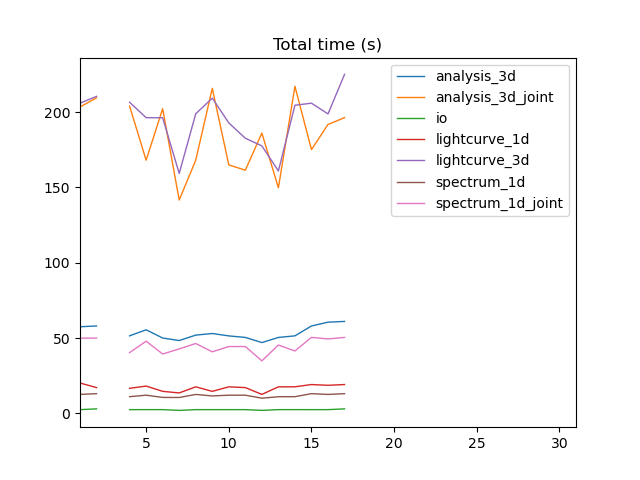 Total time (s)
analysis_3d
analysis_3d_joint
io
lightcurve_1d
lightcurve_3d
spectrum_1d
spectrum_1d_joint
200
150
100
50
0
5 10 15 20 25 30